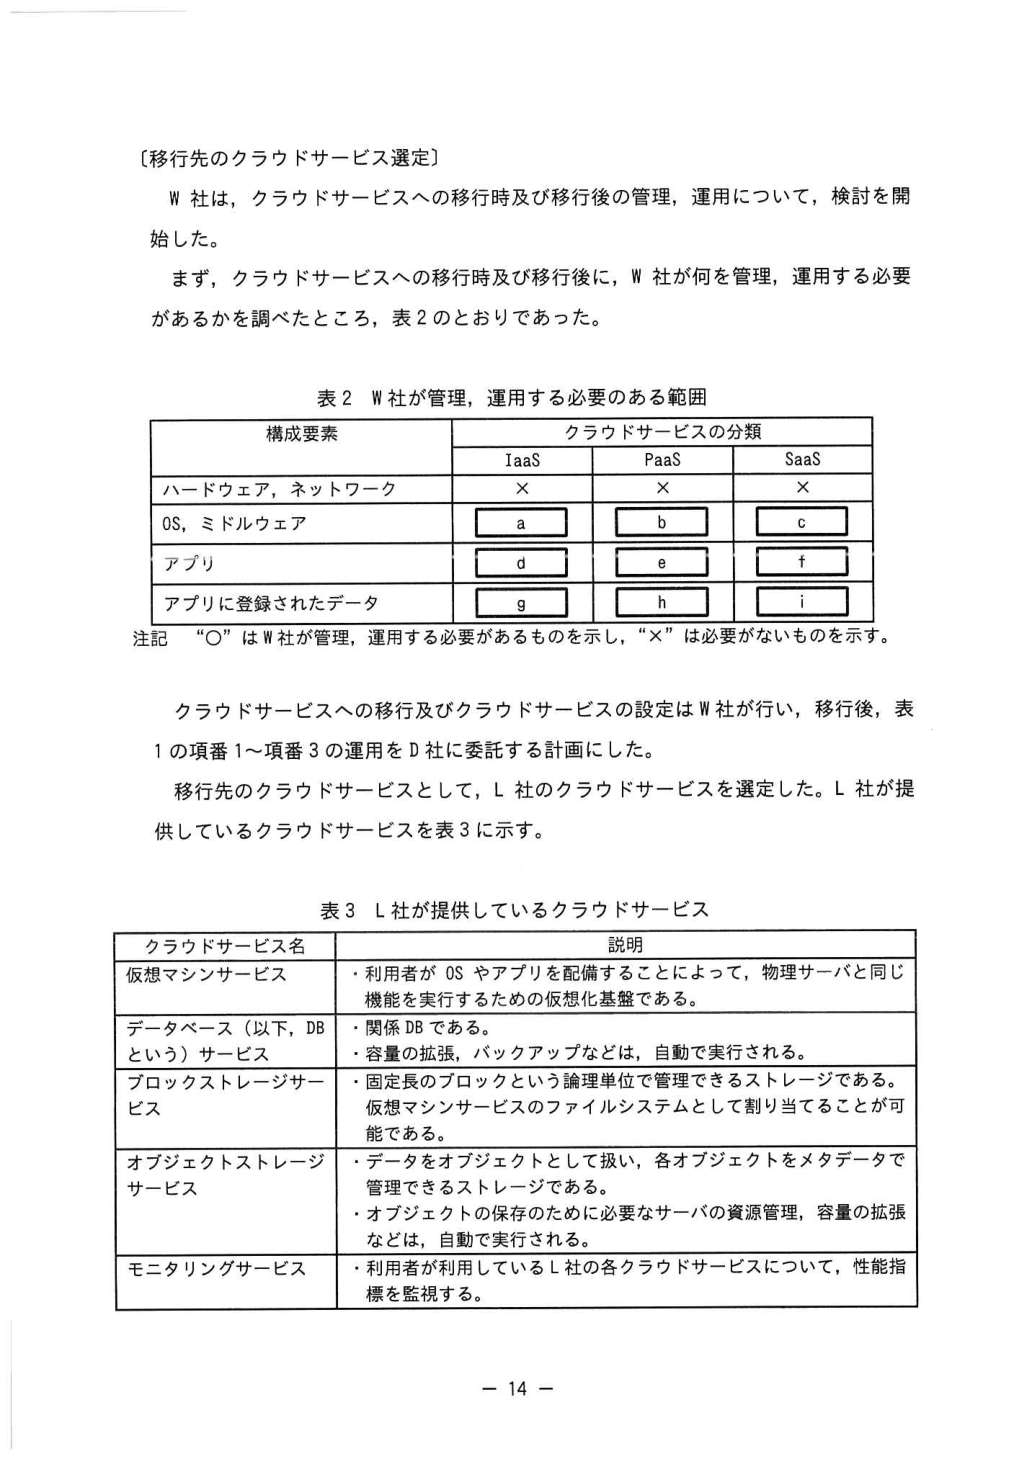 〔移行先のクラウドサービス選定〕
W 社は，クラウドサービスへの移行時及び移行後の管理，運用について，検討を開
始した。
まず，クラウドサービスへの移行時及び移行後に，W 社が何を管理，運用する必要
があるかを調べたところ，表2のとおりであった。
表2　W社が管理，運用する必要のある範囲
構成要素　クラウドサービスの分類
IaaS　PaaS　SaaS
ハードウェア，ネットワーク　×　×　×
OS，ミドルウェア　a　b　c
アプリ　d　e　f
アプリに登録されたデータ　g　h　i
注記　“○”はW社が管理，運用する必要があるものを示し，“×”は必要がないものを示す。
クラウドサービスへの移行及びクラウドサービスの設定はW社が行い，移行後，表
1の項番1～項番3の運用をD社に委託する計画にした。
移行先のクラウドサービスとして，L 社のクラウドサービスを選定した。L 社が提
供しているクラウドサービスを表3に示す。
表3　L社が提供しているクラウドサービス
クラウドサービス名　説明
仮想マシンサービス　・利用者が OS やアプリを配備することによって，物理サーバと同じ
機能を実行するための仮想化基盤である。
データベース（以下，DB　・関係DBである。
という）サービス　・容量の拡張，バックアップなどは，自動で実行される。
ブロックストレージサー　・固定長のブロックという論理単位で管理できるストレージである。
ビス　仮想マシンサービスのファイルシステムとして割り当てることが可
能である。
オブジェクトストレージ　・データをオブジェクトとして扱い，各オブジェクトをメタデータで
サービス　管理できるストレージである。
・オブジェクトの保存のために必要なサーバの資源管理，容量の拡張
などは，自動で実行される。
モニタリングサービス　・利用者が利用しているL社の各クラウドサービスについて，性能指
標を監視する。
－ 14 －